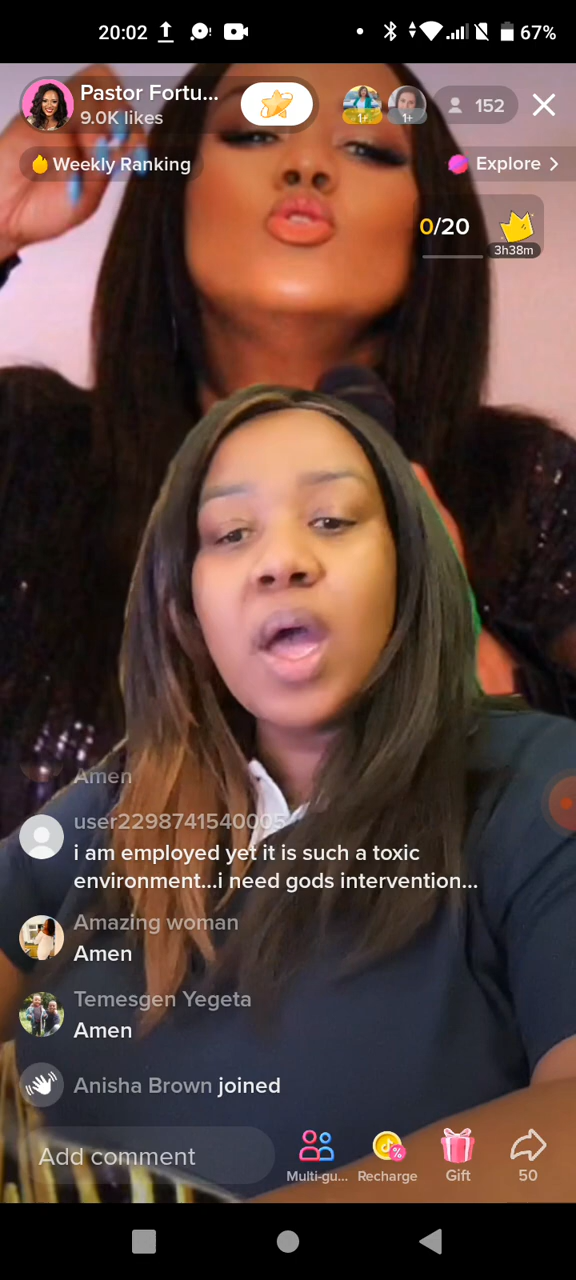 20:02
67%
Pastor Fortu...
9.0K likes
1+
1+
152
Weekly Ranking
Explore >
0/20
3h38m
Amen
user2298741540005
i am employed yet it is such a toxic
environment...i need gods intervention...
Amazing woman
Amen
Temesgen Yegeta
Amen
Anisha Brown joined
Add comment
Multi-gu...
Recharge
Gift
50